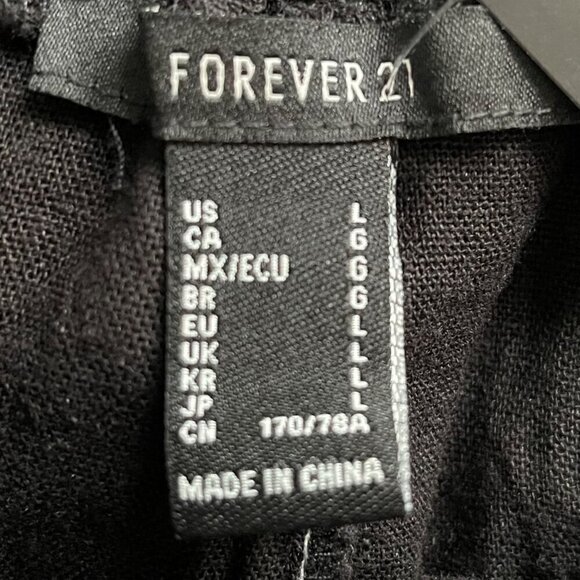 FOREVER 21
US L
CA G
MX/ECU G
BR G
EU L
UK L
KR L
JP L
CN 170/78A
MADE IN CHINA